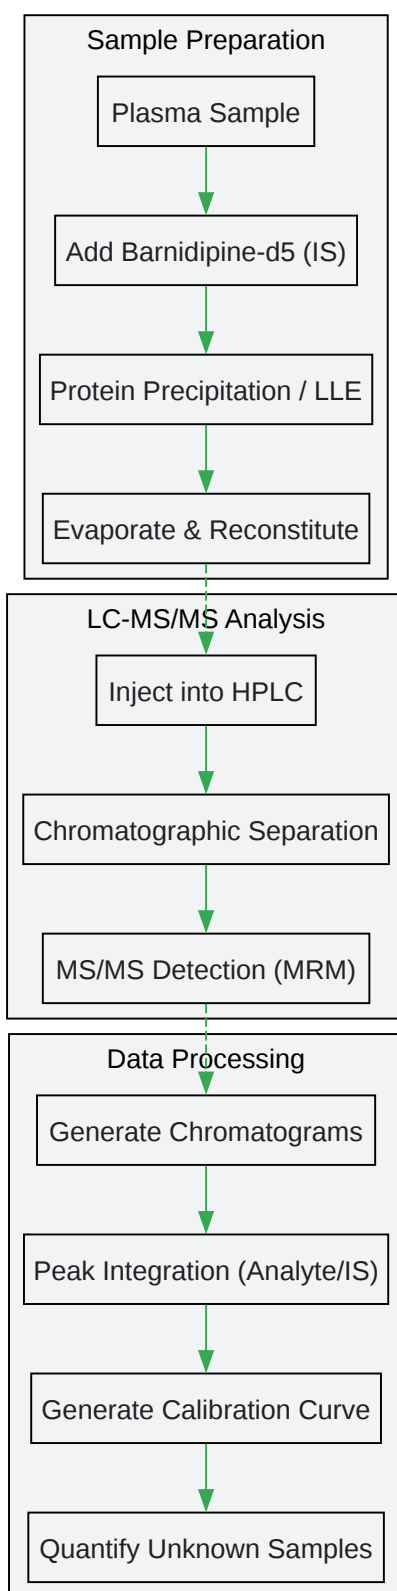 Sample Preparation
Plasma Sample
Add Barnidipine-d5 (IS)
Protein Precipitation / LLE
Evaporate & Reconstitute
LC-MS/MS Analysis
Inject into HPLC
Chromatographic Separation
MS/MS Detection (MRM)
Data Processing
Generate Chromatograms
Peak Integration (Analyte/IS)
Generate Calibration Curve
Quantify Unknown Samples